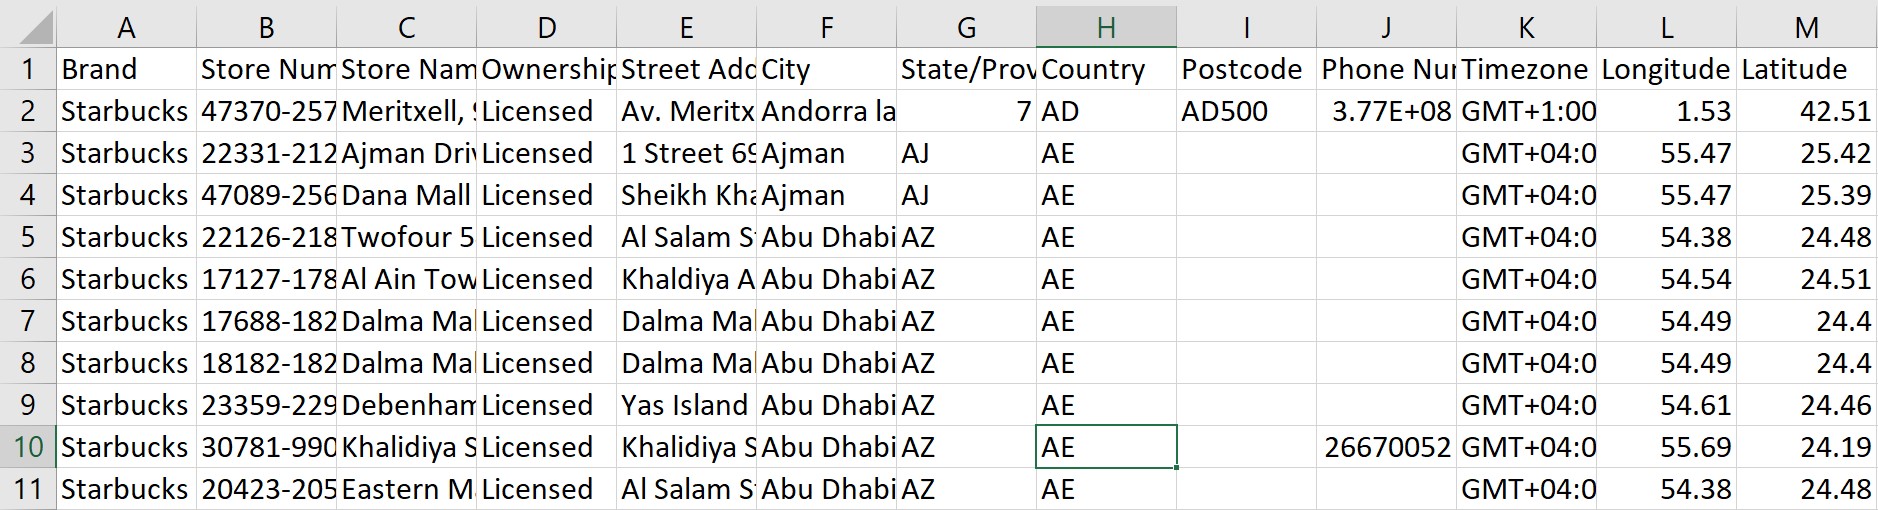 A B C D E F G H I J K L M
1 Brand Store Num Store Nam Ownership Street Add City State/Prov Country Postcode Phone Nu Timezone Longitude Latitude
2 Starbucks 47370-257 Meritxell, Licensed Av. Meritx Andorra la 7 AD AD500 3.77E+08 GMT+1:00 1.53 42.51
3 Starbucks 22331-212 Ajman Driv Licensed 1 Street 69 Ajman AJ AE GMT+04:0 55.47 25.42
4 Starbucks 47089-256 Dana Mall Licensed Sheikh Kha Ajman AJ AE GMT+04:0 55.47 25.39
5 Starbucks 22126-218 Twofour 5 Licensed Al Salam S Abu Dhabi AZ AE GMT+04:0 54.38 24.48
6 Starbucks 17127-178 Al Ain Tow Licensed Khaldiya A Abu Dhabi AZ AE GMT+04:0 54.54 24.51
7 Starbucks 17688-182 Dalma Mal Licensed Dalma Mal Abu Dhabi AZ AE GMT+04:0 54.49 24.4
8 Starbucks 18182-182 Dalma Mal Licensed Dalma Mal Abu Dhabi AZ AE GMT+04:0 54.49 24.4
9 Starbucks 23359-229 Debenham Licensed Yas Island Abu Dhabi AZ AE GMT+04:0 54.61 24.46
10 Starbucks 30781-990 Khalidiya S Licensed Khalidiya S Abu Dhabi AZ AE 26670052 GMT+04:0 55.69 24.19
11 Starbucks 20423-205 Eastern M Licensed Al Salam S Abu Dhabi AZ AE GMT+04:0 54.38 24.48